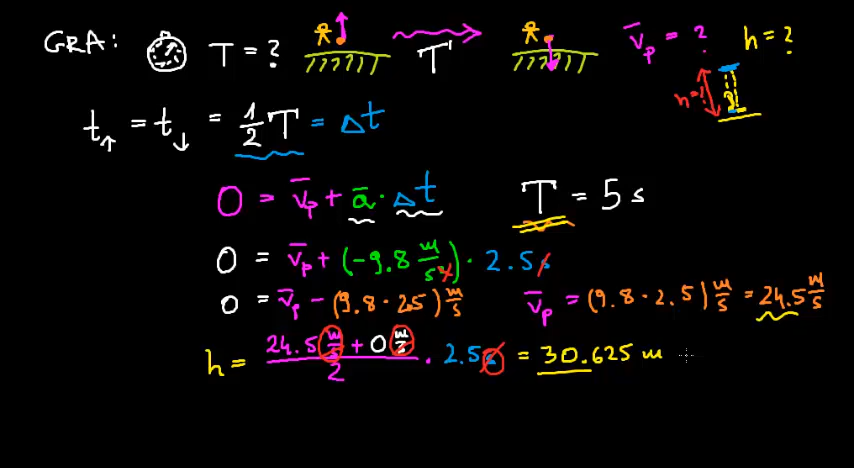 GRA: T = ? T' v̄ₚ = ? h = ?
h = ?
t↑ = t↓ = 1/2 T = Δt
0 = v̄ₚ + ā · Δt T = 5 s
0 = v̄ₚ + (-9.8 m/s²) · 2.5 s
0 = v̄ₚ - (9.8 · 2.5) m/s v̄ₚ = (9.8 · 2.5) m/s = 24.5 m/s
h = (24.5 m/s + 0 m/s)/2 · 2.5 s = 30.625 m